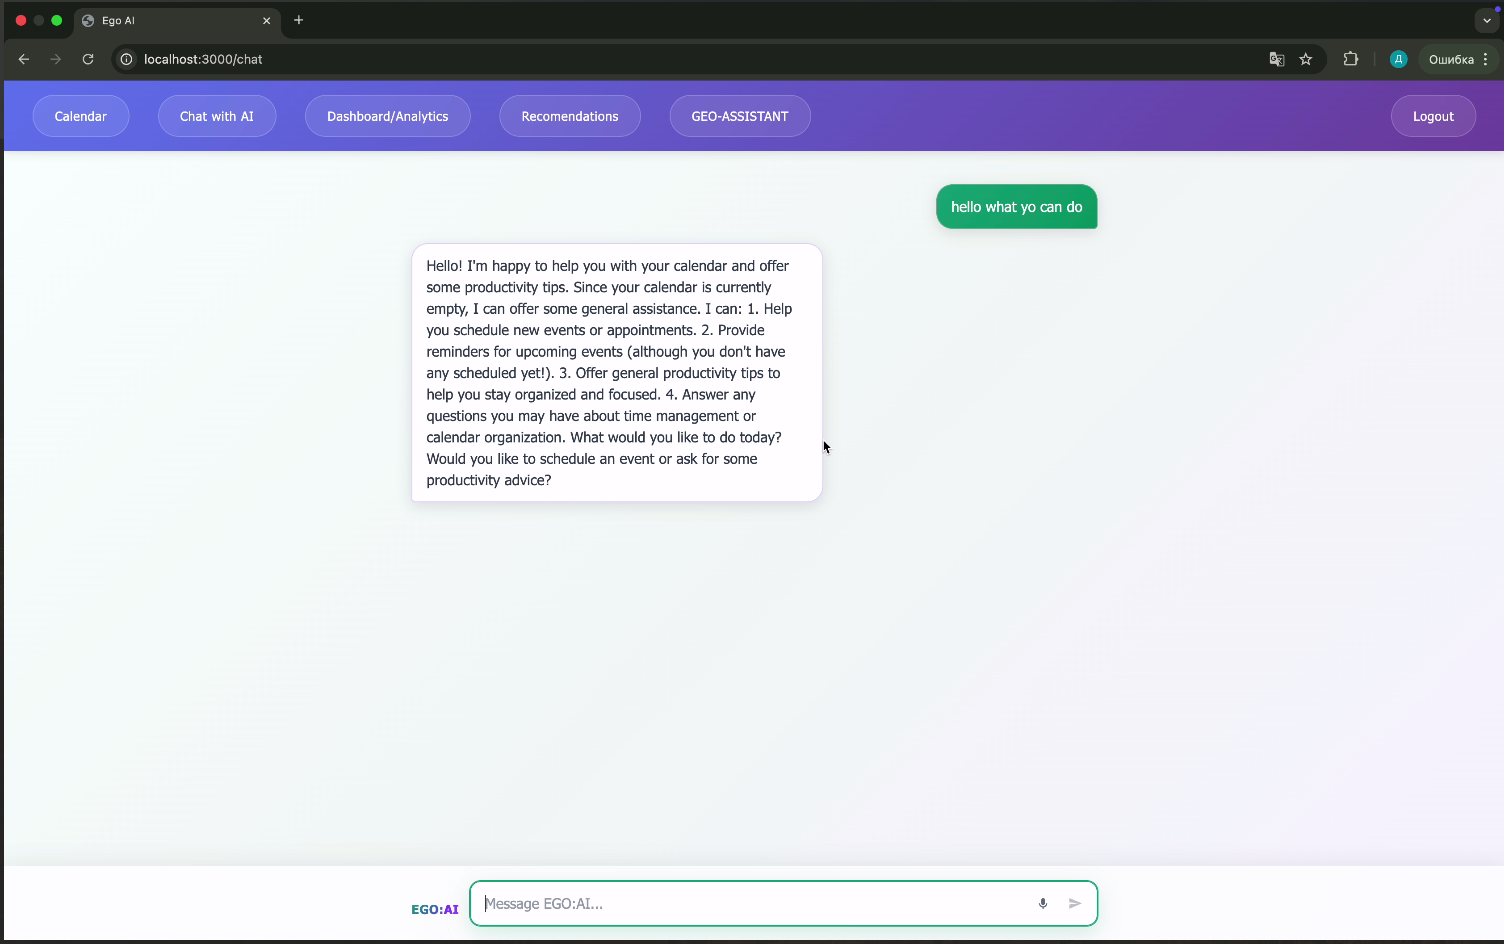 Ego AI
localhost:3000/chat
Д
Ошибка
Calendar
Chat with AI
Dashboard/Analytics
Recomendations
GEO-ASSISTANT
Logout
hello what yo can do
Hello! I'm happy to help you with your calendar and offer
some productivity tips. Since your calendar is currently
empty, I can offer some general assistance. I can: 1. Help
you schedule new events or appointments. 2. Provide
reminders for upcoming events (although you don't have
any scheduled yet!). 3. Offer general productivity tips to
help you stay organized and focused. 4. Answer any
questions you may have about time management or
calendar organization. What would you like to do today?
Would you like to schedule an event or ask for some
productivity advice?
EGO:AI
Message EGO:AI...